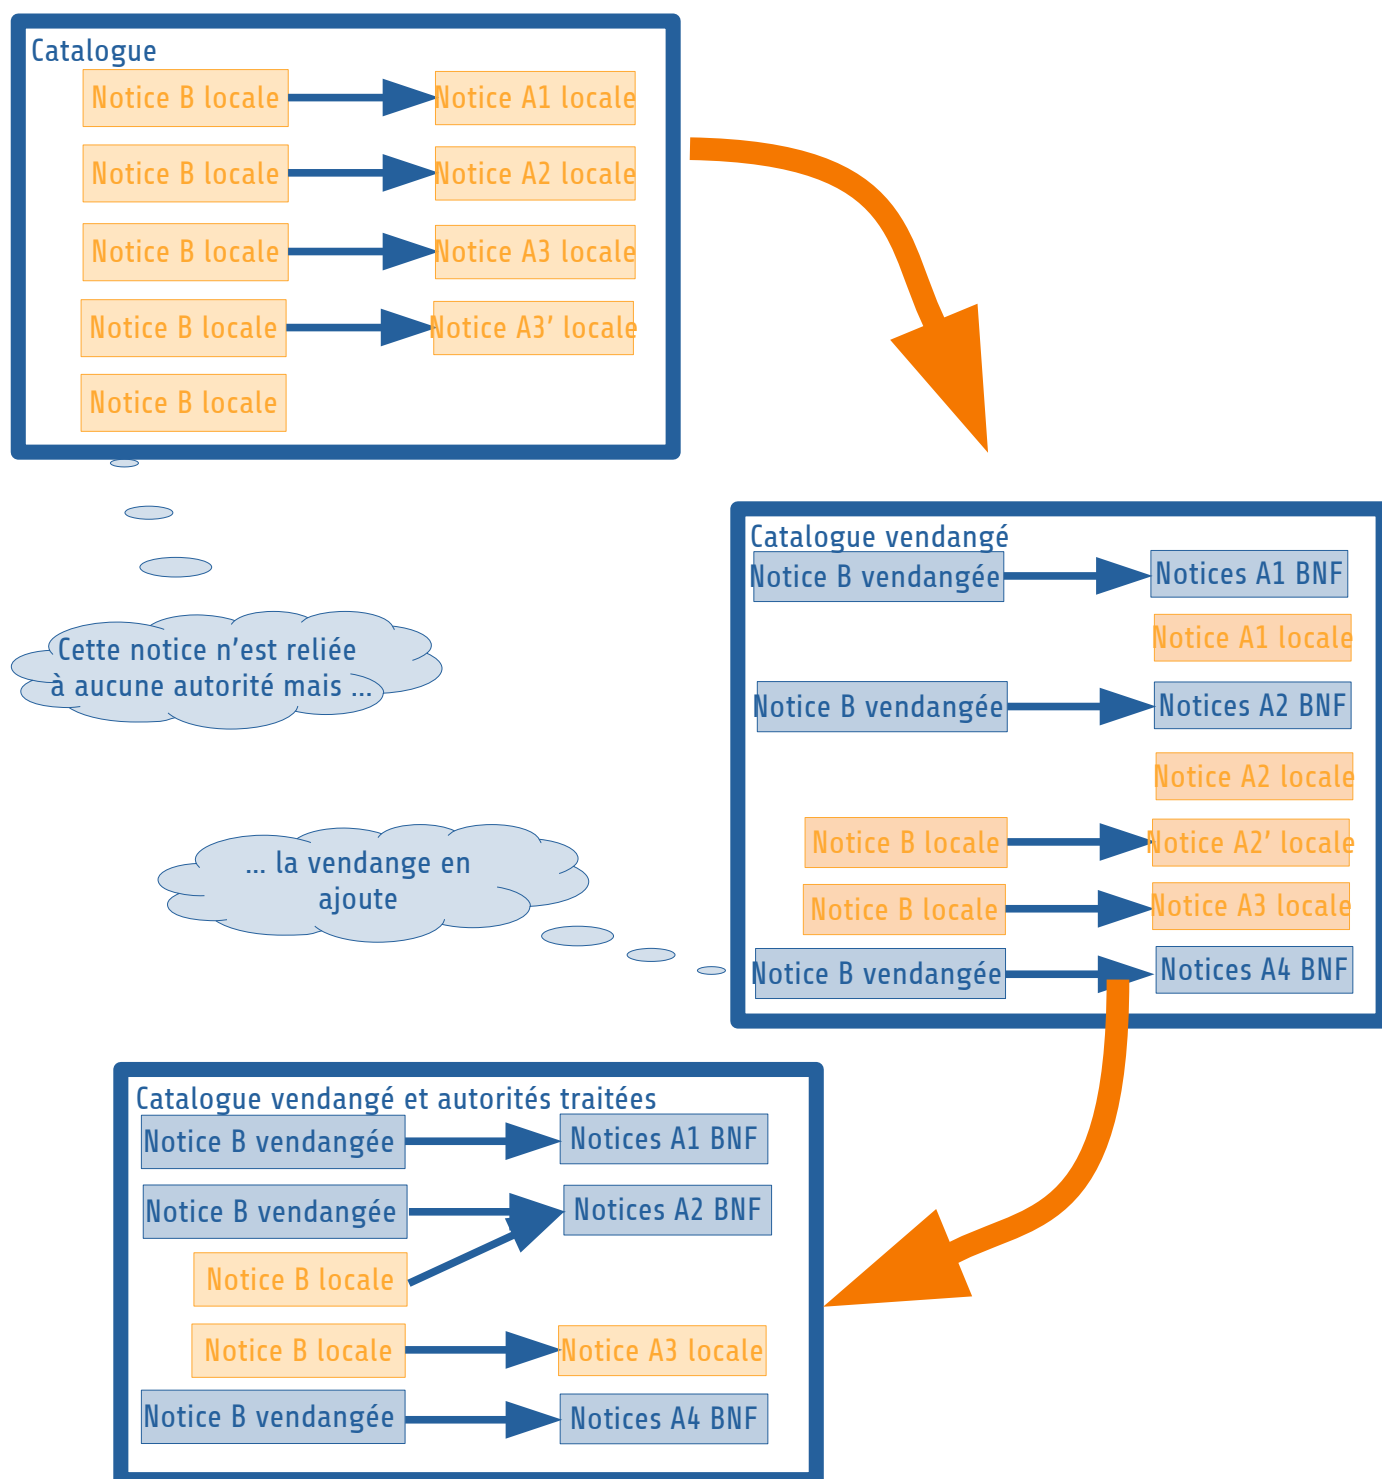 Catalogue
Notice B locale
Notice A1 locale
Notice B locale
Notice A2 locale
Notice B locale
Notice A3 locale
Notice B locale
Notice A3’ locale
Notice B locale
Cette notice n’est reliée
à aucune autorité mais ...
... la vendange en
ajoute
Catalogue vendangé
Notice B vendangée
Notices A1 BNF
Notice A1 locale
Notice B vendangée
Notices A2 BNF
Notice A2 locale
Notice B locale
Notice A2’ locale
Notice B locale
Notice A3 locale
Notice B vendangée
Notices A4 BNF
Catalogue vendangé et autorités traitées
Notice B vendangée
Notices A1 BNF
Notice B vendangée
Notices A2 BNF
Notice B locale
Notice B locale
Notice A3 locale
Notice B vendangée
Notices A4 BNF